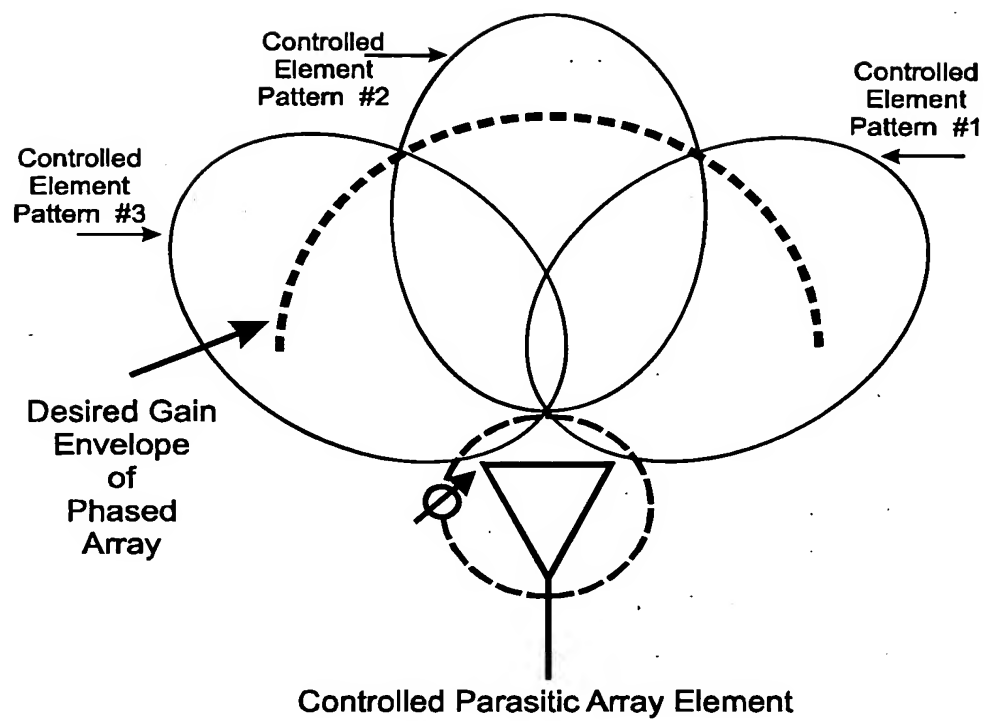 Controlled
Element
Pattern #2
Controlled
Element
Pattern #1
Controlled
Element
Pattern #3
Desired Gain
Envelope
of
Phased
Array
Controlled Parasitic Array Element